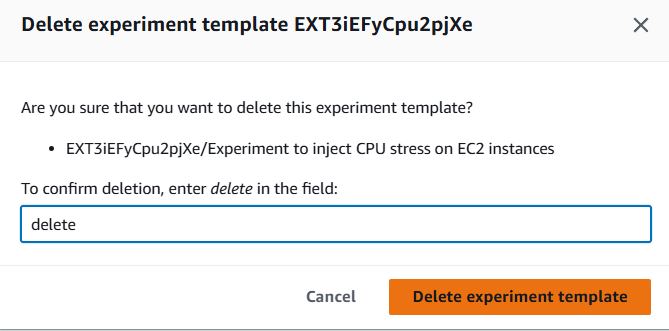 Delete experiment template EXT3iEFyCpu2pjXe
Are you sure that you want to delete this experiment template?
• EXT3iEFyCpu2pjXe/Experiment to inject CPU stress on EC2 instances
To confirm deletion, enter delete in the field:
delete
Cancel Delete experiment template